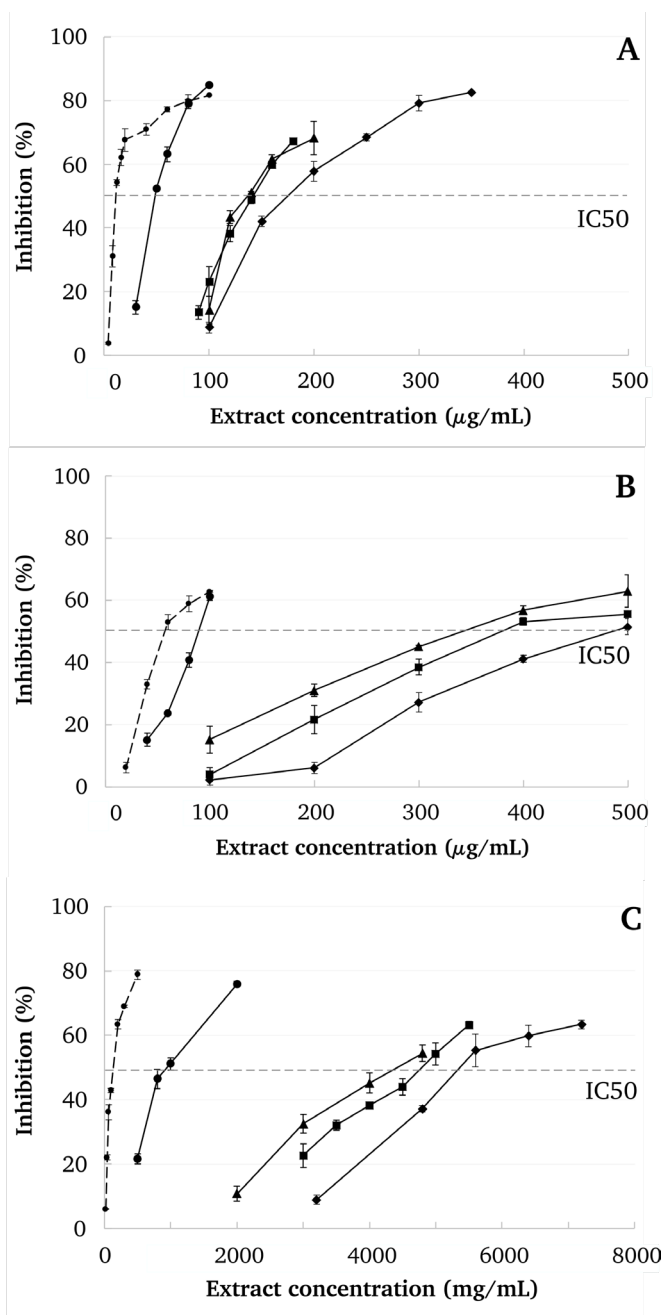 A
100
80
60
40
20
0
Inhibition (%)
IC50
0 100 200 300 400 500
Extract concentration (μg/mL)
B
100
80
60
40
20
0
Inhibition (%)
IC50
0 100 200 300 400 500
Extract concentration (μg/mL)
C
100
80
60
40
20
0
Inhibition (%)
IC50
0 2000 4000 6000 8000
Extract concentration (mg/mL)